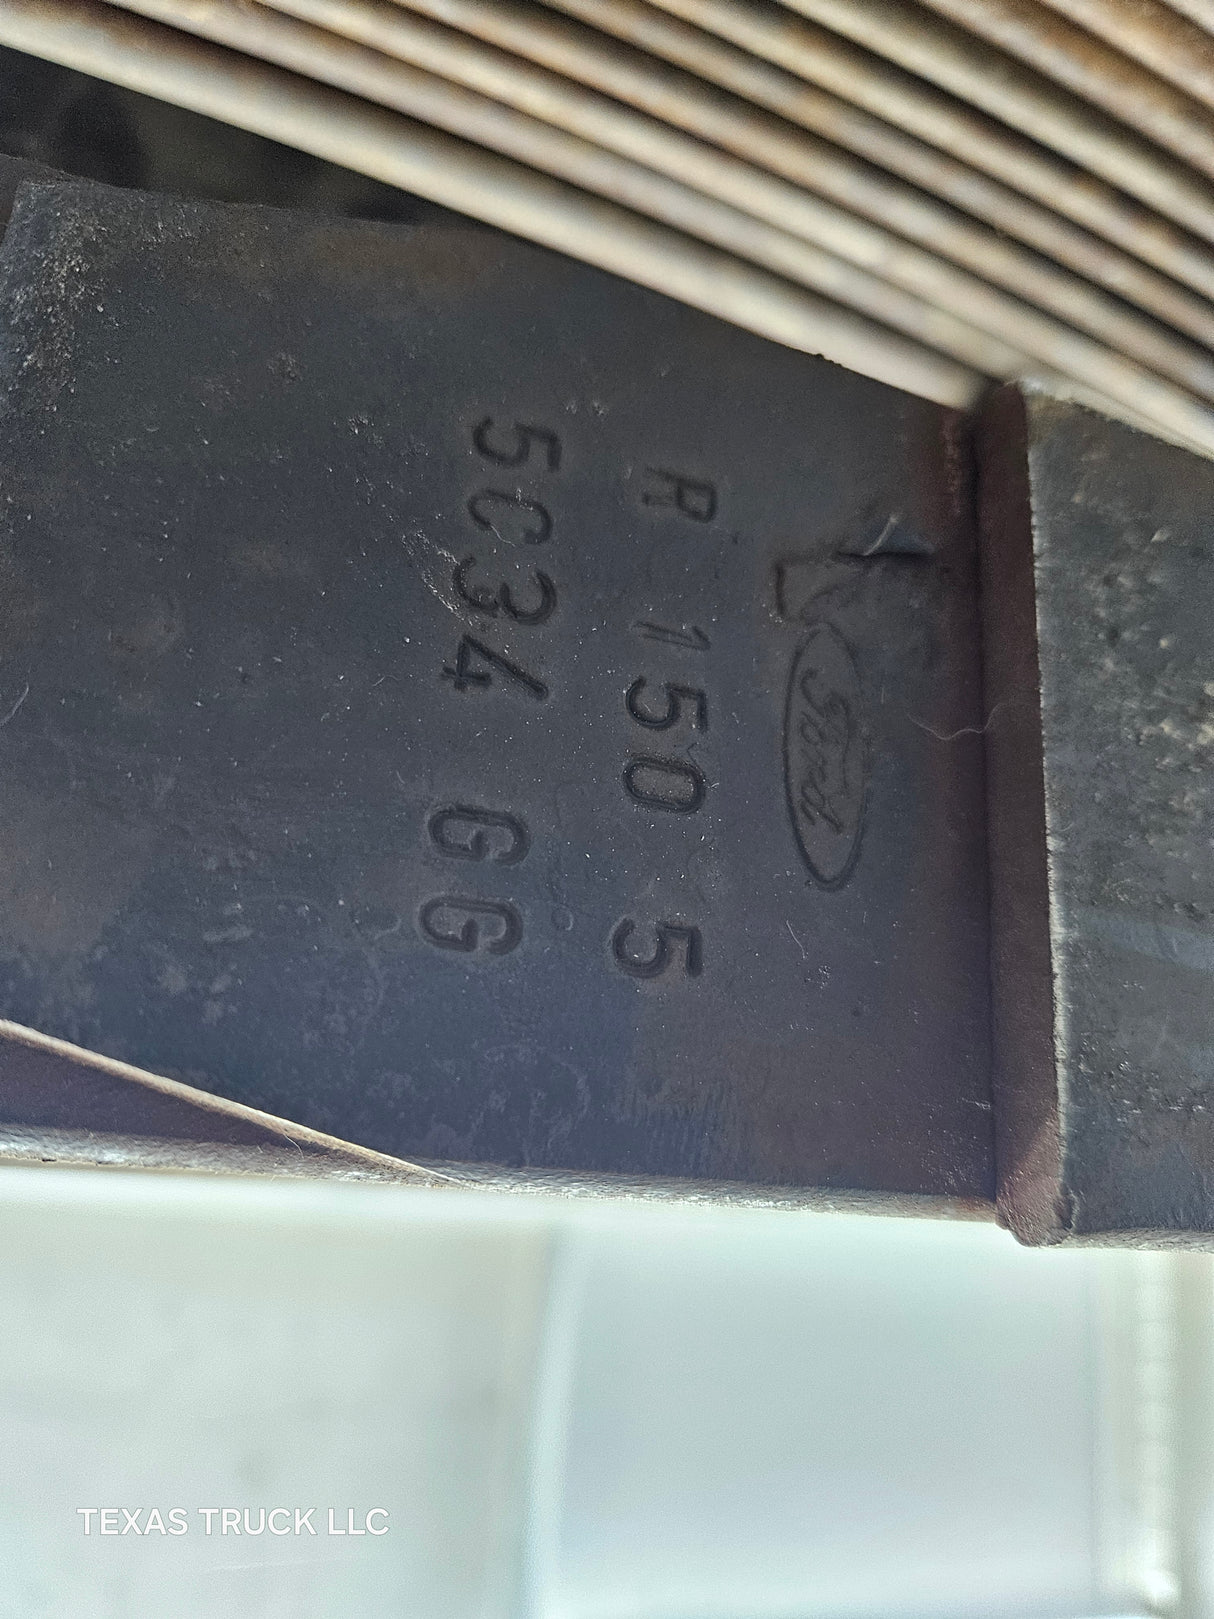 Ford
R 150 5
5C34 GG
TEXAS TRUCK LLC